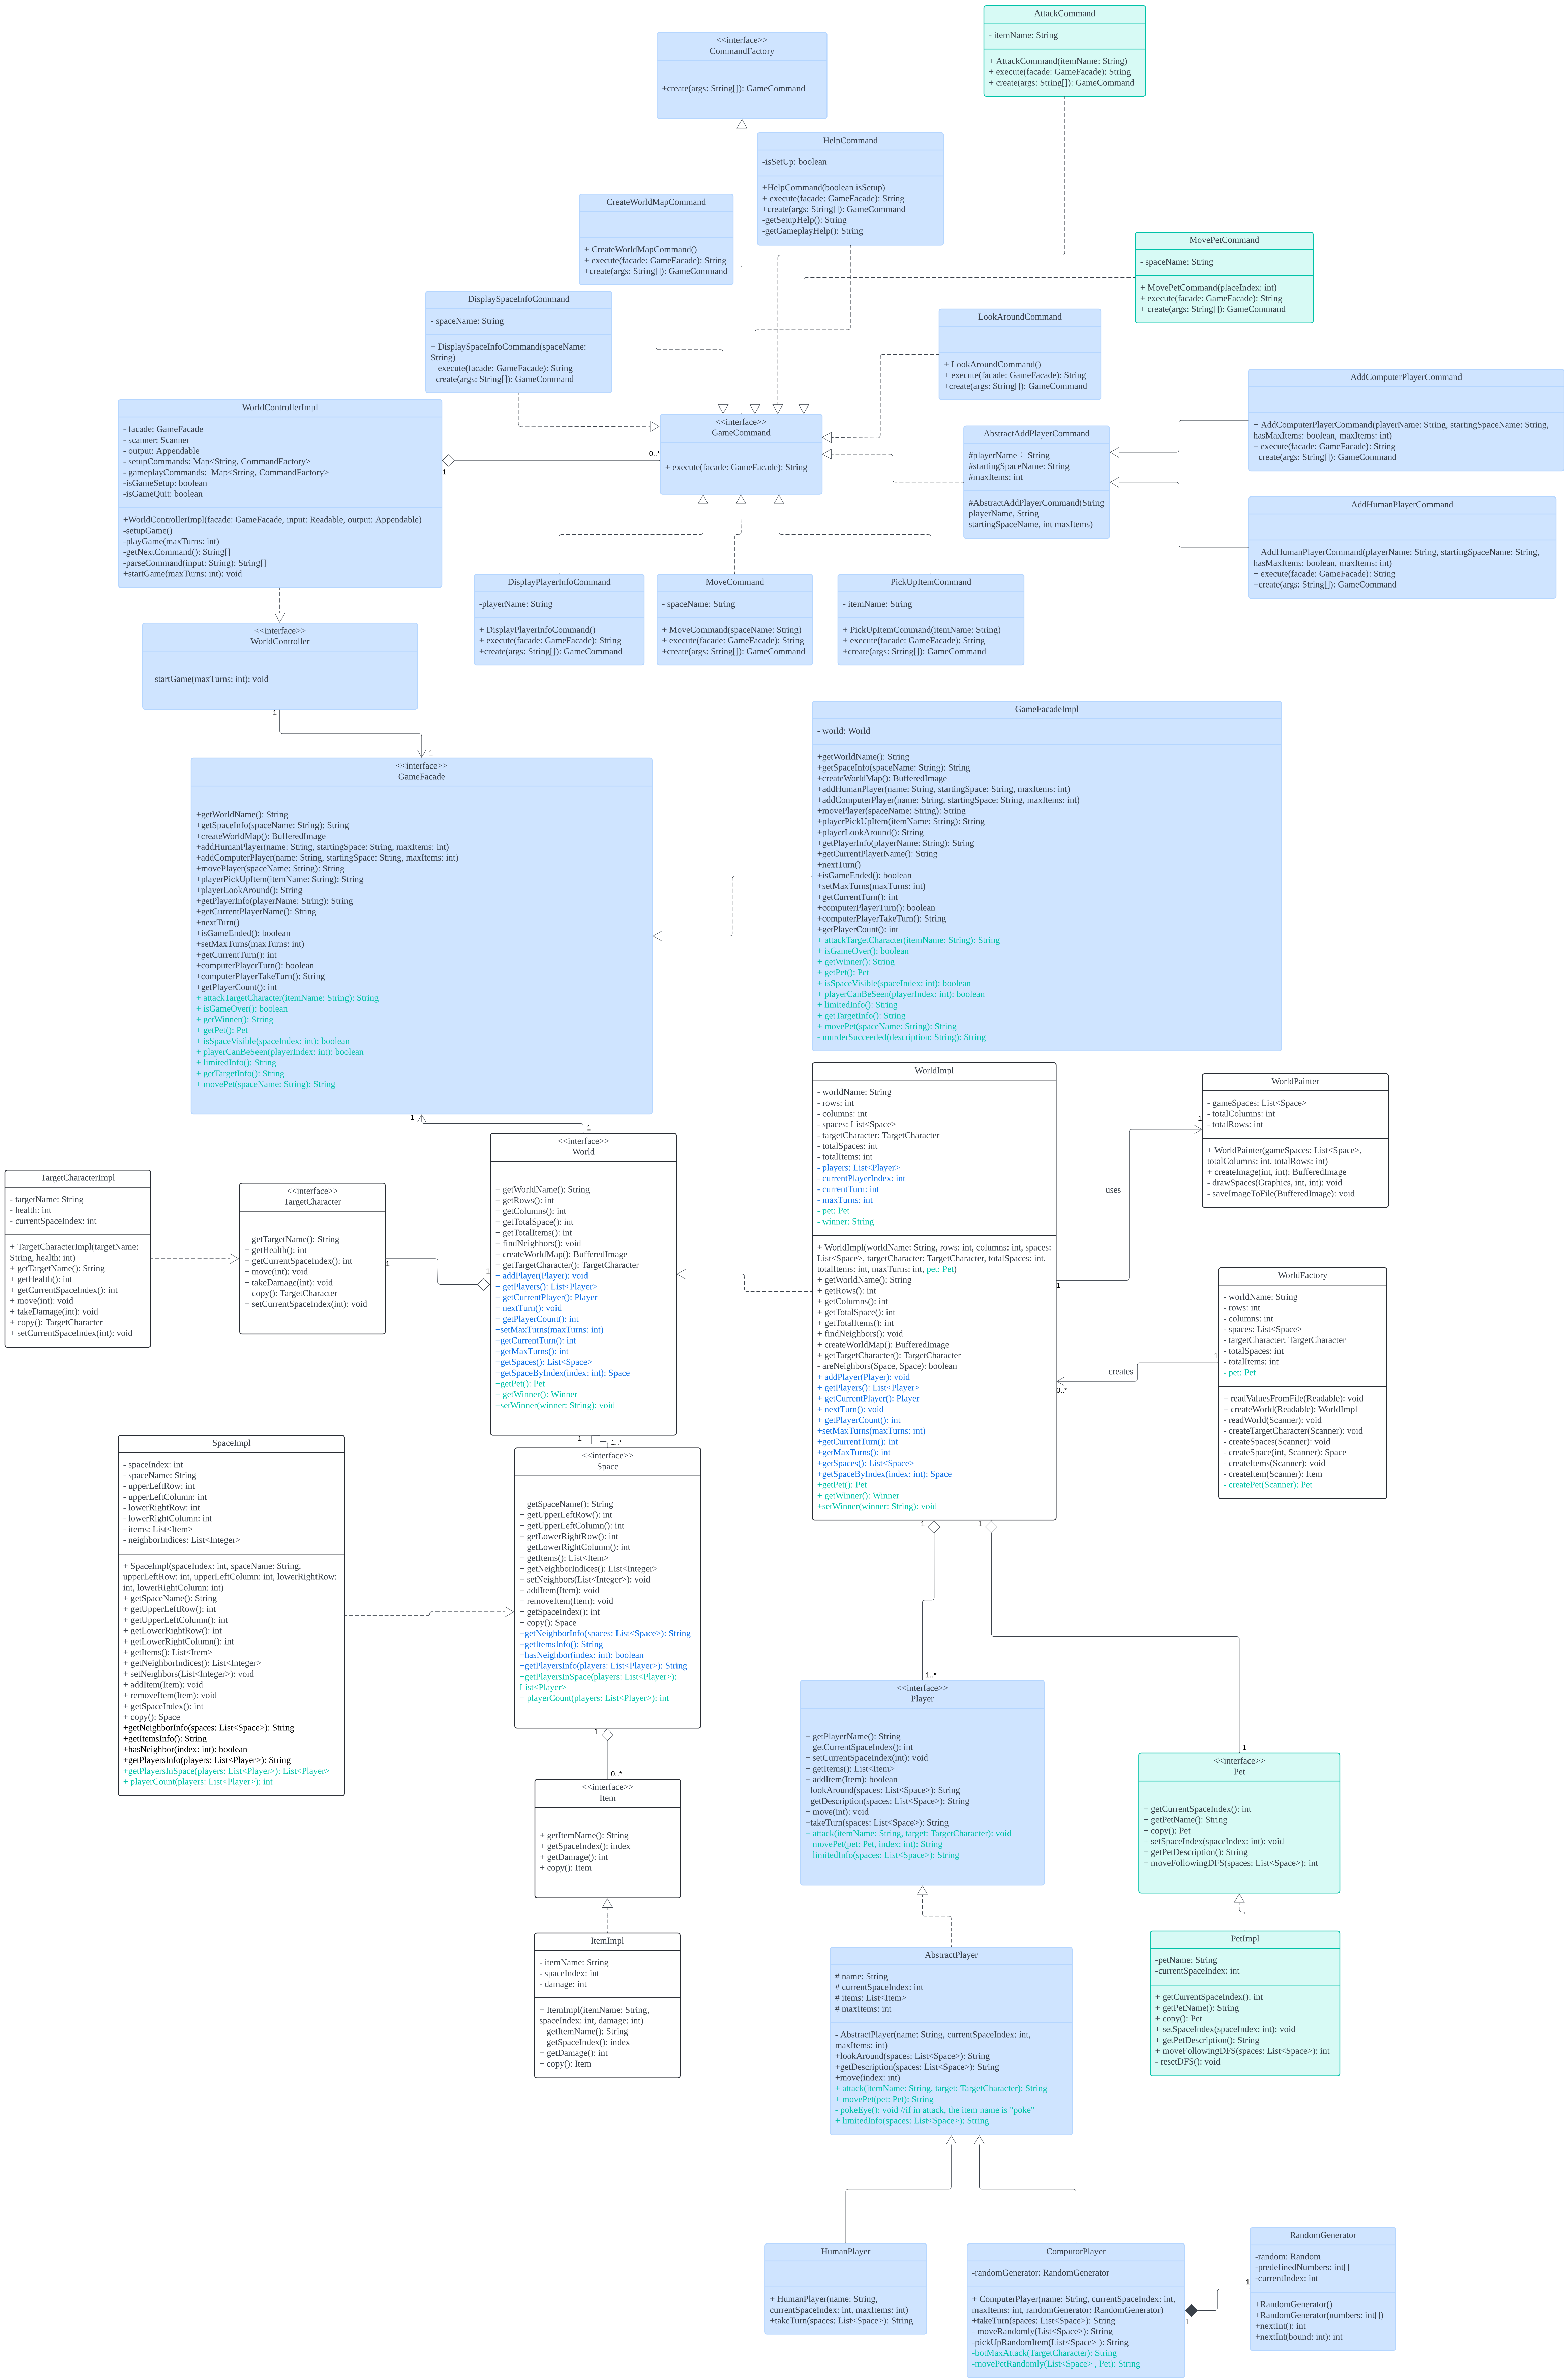 AttackCommand
- itemName: String
+ AttackCommand(itemName: String)
+ execute(facade: GameFacade): String
+ create(args: String[]): GameCommand
<<interface>>
CommandFactory
+create(args: String[]): GameCommand
HelpCommand
-isSetUp: boolean
+HelpCommand(boolean isSetup)
+ execute(facade: GameFacade): String
+create(args: String[]): GameCommand
-getSetupHelp(): String
-getGameplayHelp(): String
CreateWorldMapCommand
+ CreateWorldMapCommand()
+ execute(facade: GameFacade): String
+create(args: String[]): GameCommand
MovePetCommand
- spaceName: String
+ MovePetCommand(placeIndex: int)
+ execute(facade: GameFacade): String
+ create(args: String[]): GameCommand
DisplaySpaceInfoCommand
- spaceName: String
+ DisplaySpaceInfoCommand(spaceName:
String)
+ execute(facade: GameFacade): String
+create(args: String[]): GameCommand
LookAroundCommand
+ LookAroundCommand()
+ execute(facade: GameFacade): String
+create(args: String[]): GameCommand
AddComputerPlayerCommand
+ AddComputerPlayerCommand(playerName: String, startingSpaceName: String,
hasMaxItems: boolean, maxItems: int)
+ execute(facade: GameFacade): String
+create(args: String[]): GameCommand
WorldControllerImpl
- facade: GameFacade
- scanner: Scanner
- output: Appendable
- setupCommands: Map<String, CommandFactory>
- gameplayCommands:  Map<String, CommandFactory>
-isGameSetup: boolean
-isGameQuit: boolean
+WorldControllerImpl(facade: GameFacade, input: Readable, output: Appendable)
-setupGame()
-playGame(maxTurns: int)
-getNextCommand(): String[]
-parseCommand(input: String): String[]
+startGame(maxTurns: int): void
1
0..*
<<interface>>
GameCommand
+ execute(facade: GameFacade): String
AbstractAddPlayerCommand
#playerName： String
#startingSpaceName: String
#maxItems: int
#AbstractAddPlayerCommand(String
playerName, String
startingSpaceName, int maxItems)
AddHumanPlayerCommand
+ AddHumanPlayerCommand(playerName: String, startingSpaceName: String,
hasMaxItems: boolean, maxItems: int)
+ execute(facade: GameFacade): String
+create(args: String[]): GameCommand
DisplayPlayerInfoCommand
-playerName: String
+ DisplayPlayerInfoCommand()
+ execute(facade: GameFacade): String
+create(args: String[]): GameCommand
MoveCommand
- spaceName: String
+ MoveCommand(spaceName: String)
+ execute(facade: GameFacade): String
+create(args: String[]): GameCommand
PickUpItemCommand
- itemName: String
+ PickUpItemCommand(itemName: String)
+ execute(facade: GameFacade): String
+create(args: String[]): GameCommand
<<interface>>
WorldController
+ startGame(maxTurns: int): void
1
1
<<interface>>
GameFacade
+getWorldName(): String
+getSpaceInfo(spaceName: String): String
+createWorldMap(): BufferedImage
+addHumanPlayer(name: String, startingSpace: String, maxItems: int)
+addComputerPlayer(name: String, startingSpace: String, maxItems: int)
+movePlayer(spaceName: String): String
+playerPickUpItem(itemName: String): String
+playerLookAround(): String
+getPlayerInfo(playerName: String): String
+getCurrentPlayerName(): String
+nextTurn()
+isGameEnded(): boolean
+setMaxTurns(maxTurns: int)
+getCurrentTurn(): int
+computerPlayerTurn(): boolean
+computerPlayerTakeTurn(): String
+getPlayerCount(): int
+ attackTargetCharacter(itemName: String): String
+ isGameOver(): boolean
+ getWinner(): String
+ getPet(): Pet
+ isSpaceVisible(spaceIndex: int): boolean
+ playerCanBeSeen(playerIndex: int): boolean
+ limitedInfo(): String
+ getTargetInfo(): String
+ movePet(spaceName: String): String
GameFacadeImpl
- world: World
+getWorldName(): String
+getSpaceInfo(spaceName: String): String
+createWorldMap(): BufferedImage
+addHumanPlayer(name: String, startingSpace: String, maxItems: int)
+addComputerPlayer(name: String, startingSpace: String, maxItems: int)
+movePlayer(spaceName: String): String
+playerPickUpItem(itemName: String): String
+playerLookAround(): String
+getPlayerInfo(playerName: String): String
+getCurrentPlayerName(): String
+nextTurn()
+isGameEnded(): boolean
+setMaxTurns(maxTurns: int)
+getCurrentTurn(): int
+computerPlayerTurn(): boolean
+computerPlayerTakeTurn(): String
+getPlayerCount(): int
+ attackTargetCharacter(itemName: String): String
+ isGameOver(): boolean
+ getWinner(): String
+ getPet(): Pet
+ isSpaceVisible(spaceIndex: int): boolean
+ playerCanBeSeen(playerIndex: int): boolean
+ limitedInfo(): String
+ getTargetInfo(): String
+ movePet(spaceName: String): String
- murderSucceeded(description: String): String
1
1
TargetCharacterImpl
- targetName: String
- health: int
- currentSpaceIndex: int
+ TargetCharacterImpl(targetName:
String, health: int)
+ getTargetName(): String
+ getHealth(): int
+ getCurrentSpaceIndex(): int
+ move(int): void
+ takeDamage(int): void
+ copy(): TargetCharacter
+ setCurrentSpaceIndex(int): void
<<interface>>
TargetCharacter
+ getTargetName(): String
+ getHealth(): int
+ getCurrentSpaceIndex(): int
+ move(int): void
+ takeDamage(int): void
+ copy(): TargetCharacter
+ setCurrentSpaceIndex(int): void
1
1
<<interface>>
World
+ getWorldName(): String
+ getRows(): int
+ getColumns(): int
+ getTotalSpace(): int
+ getTotalItems(): int
+ findNeighbors(): void
+ createWorldMap(): BufferedImage
+ getTargetCharacter(): TargetCharacter
+ addPlayer(Player): void
+ getPlayers(): List<Player>
+ getCurrentPlayer(): Player
+ nextTurn(): void
+ getPlayerCount(): int
+setMaxTurns(maxTurns: int)
+getCurrentTurn(): int
+getMaxTurns(): int
+getSpaces(): List<Space>
+getSpaceByIndex(index: int): Space
+getPet(): Pet
+ getWinner(): Winner
+setWinner(winner: String): void
WorldImpl
- worldName: String
- rows: int
- columns: int
- spaces: List<Space>
- targetCharacter: TargetCharacter
- totalSpaces: int
- totalItems: int
- players: List<Player>
- currentPlayerIndex: int
- currentTurn: int
- maxTurns: int
- pet: Pet
- winner: String
+ WorldImpl(worldName: String, rows: int, columns: int, spaces:
List<Space>, targetCharacter: TargetCharacter, totalSpaces: int,
totalItems: int, maxTurns: int, pet: Pet)
+ getWorldName(): String
+ getRows(): int
+ getColumns(): int
+ getTotalSpace(): int
+ getTotalItems(): int
+ findNeighbors(): void
+ createWorldMap(): BufferedImage
+ getTargetCharacter(): TargetCharacter
- areNeighbors(Space, Space): boolean
+ addPlayer(Player): void
+ getPlayers(): List<Player>
+ getCurrentPlayer(): Player
+ nextTurn(): void
+ getPlayerCount(): int
+setMaxTurns(maxTurns: int)
+getCurrentTurn(): int
+getMaxTurns(): int
+getSpaces(): List<Space>
+getSpaceByIndex(index: int): Space
+getPet(): Pet
+ getWinner(): Winner
+setWinner(winner: String): void
1
uses
1
WorldPainter
- gameSpaces: List<Space>
- totalColumns: int
- totalRows: int
+ WorldPainter(gameSpaces: List<Space>,
totalColumns: int, totalRows: int)
+ createImage(int, int): BufferedImage
- drawSpaces(Graphics, int, int): void
- saveImageToFile(BufferedImage): void
1
creates
0..*
WorldFactory
- worldName: String
- rows: int
- columns: int
- spaces: List<Space>
- targetCharacter: TargetCharacter
- totalSpaces: int
- totalItems: int
- pet: Pet
+ readValuesFromFile(Readable): void
+ createWorld(Readable): WorldImpl
- readWorld(Scanner): void
- createTargetCharacter(Scanner): void
- createSpaces(Scanner): void
- createSpace(int, Scanner): Space
- createItems(Scanner): void
- createItem(Scanner): Item
- createPet(Scanner): Pet
SpaceImpl
- spaceIndex: int
- spaceName: String
- upperLeftRow: int
- upperLeftColumn: int
- lowerRightRow: int
- lowerRightColumn: int
- items: List<Item>
- neighborIndices: List<Integer>
+ SpaceImpl(spaceIndex: int, spaceName: String,
upperLeftRow: int, upperLeftColumn: int, lowerRightRow:
int, lowerRightColumn: int)
+ getSpaceName(): String
+ getUpperLeftRow(): int
+ getUpperLeftColumn(): int
+ getLowerRightRow(): int
+ getLowerRightColumn(): int
+ getItems(): List<Item>
+ getNeighborIndices(): List<Integer>
+ setNeighbors(List<Integer>): void
+ addItem(Item): void
+ removeItem(Item): void
+ getSpaceIndex(): int
+ copy(): Space
+getNeighborInfo(spaces: List<Space>): String
+getItemsInfo(): String
+hasNeighbor(index: int): boolean
+getPlayersInfo(players: List<Player>): String
+getPlayersInSpace(players: List<Player>): List<Player>
+ playerCount(players: List<Player>): int
1
1..*
<<interface>>
Space
+ getSpaceName(): String
+ getUpperLeftRow(): int
+ getUpperLeftColumn(): int
+ getLowerRightRow(): int
+ getLowerRightColumn(): int
+ getItems(): List<Item>
+ getNeighborIndices(): List<Integer>
+ setNeighbors(List<Integer>): void
+ addItem(Item): void
+ removeItem(Item): void
+ getSpaceIndex(): int
+ copy(): Space
+getNeighborInfo(spaces: List<Space>): String
+getItemsInfo(): String
+hasNeighbor(index: int): boolean
+getPlayersInfo(players: List<Player>): String
+getPlayersInSpace(players: List<Player>):
List<Player>
+ playerCount(players: List<Player>): int
1
0..*
<<interface>>
Item
+ getItemName(): String
+ getSpaceIndex(): index
+ getDamage(): int
+ copy(): Item
ItemImpl
- itemName: String
- spaceIndex: int
- damage: int
+ ItemImpl(itemName: String,
spaceIndex: int, damage: int)
+ getItemName(): String
+ getSpaceIndex(): index
+ getDamage(): int
+ copy(): Item
1
1
1..*
<<interface>>
Player
+ getPlayerName(): String
+ getCurrentSpaceIndex(): int
+ setCurrentSpaceIndex(int): void
+ getItems(): List<Item>
+ addItem(Item): boolean
+lookAround(spaces: List<Space>): String
+getDescription(spaces: List<Space>): String
+ move(int): void
+takeTurn(spaces: List<Space>): String
+ attack(itemName: String, target: TargetCharacter): void
+ movePet(pet: Pet, index: int): String
+ limitedInfo(spaces: List<Space>): String
1
<<interface>>
Pet
+ getCurrentSpaceIndex(): int
+ getPetName(): String
+ copy(): Pet
+ setSpaceIndex(spaceIndex: int): void
+ getPetDescription(): String
+ moveFollowingDFS(spaces: List<Space>): int
PetImpl
-petName: String
-currentSpaceIndex: int
+ getCurrentSpaceIndex(): int
+ getPetName(): String
+ copy(): Pet
+ setSpaceIndex(spaceIndex: int): void
+ getPetDescription(): String
+ moveFollowingDFS(spaces: List<Space>): int
- resetDFS(): void
AbstractPlayer
# name: String
# currentSpaceIndex: int
# items: List<Item>
# maxItems: int
- AbstractPlayer(name: String, currentSpaceIndex: int,
maxItems: int)
+lookAround(spaces: List<Space>): String
+getDescription(spaces: List<Space>): String
+move(index: int)
+ attack(itemName: String, target: TargetCharacter): String
+ movePet(pet: Pet): String
- pokeEye(): void //if in attack, the item name is "poke"
+ limitedInfo(spaces: List<Space>): String
HumanPlayer
+ HumanPlayer(name: String,
currentSpaceIndex: int, maxItems: int)
+takeTurn(spaces: List<Space>): String
ComputorPlayer
-randomGenerator: RandomGenerator
+ ComputerPlayer(name: String, currentSpaceIndex: int,
maxItems: int, randomGenerator: RandomGenerator)
+takeTurn(spaces: List<Space>): String
- moveRandomly(List<Space>): String
-pickUpRandomItem(List<Space> ): String
-botMaxAttack(TargetCharacter): String
-movePetRandomly(List<Space> , Pet): String
1
1
RandomGenerator
-random: Random
-predefinedNumbers: int[]
-currentIndex: int
+RandomGenerator()
+RandomGenerator(numbers: int[])
+nextInt(): int
+nextInt(bound: int): int